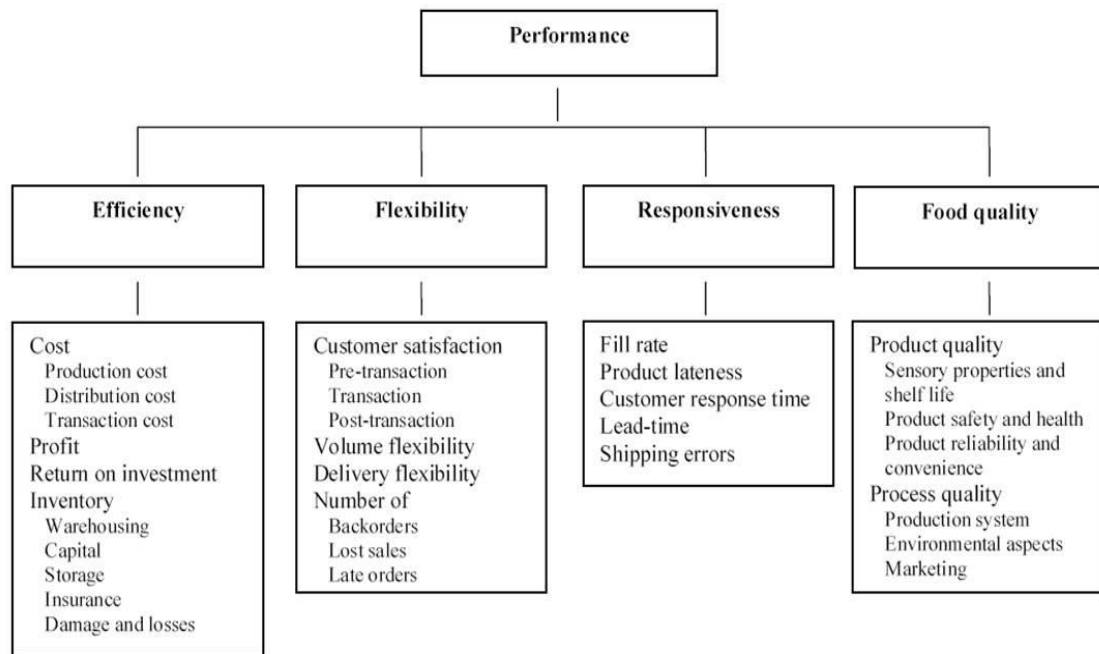 Performance
Efficiency
Flexibility
Responsiveness
Food quality
Cost
Production cost
Distribution cost
Transaction cost
Profit
Return on investment
Inventory
Warehousing
Capital
Storage
Insurance
Damage and losses
Customer satisfaction
Pre-transaction
Transaction
Post-transaction
Volume flexibility
Delivery flexibility
Number of
Backorders
Lost sales
Late orders
Fill rate
Product lateness
Customer response time
Lead-time
Shipping errors
Product quality
Sensory properties and
shelf life
Product safety and health
Product reliability and
convenience
Process quality
Production system
Environmental aspects
Marketing